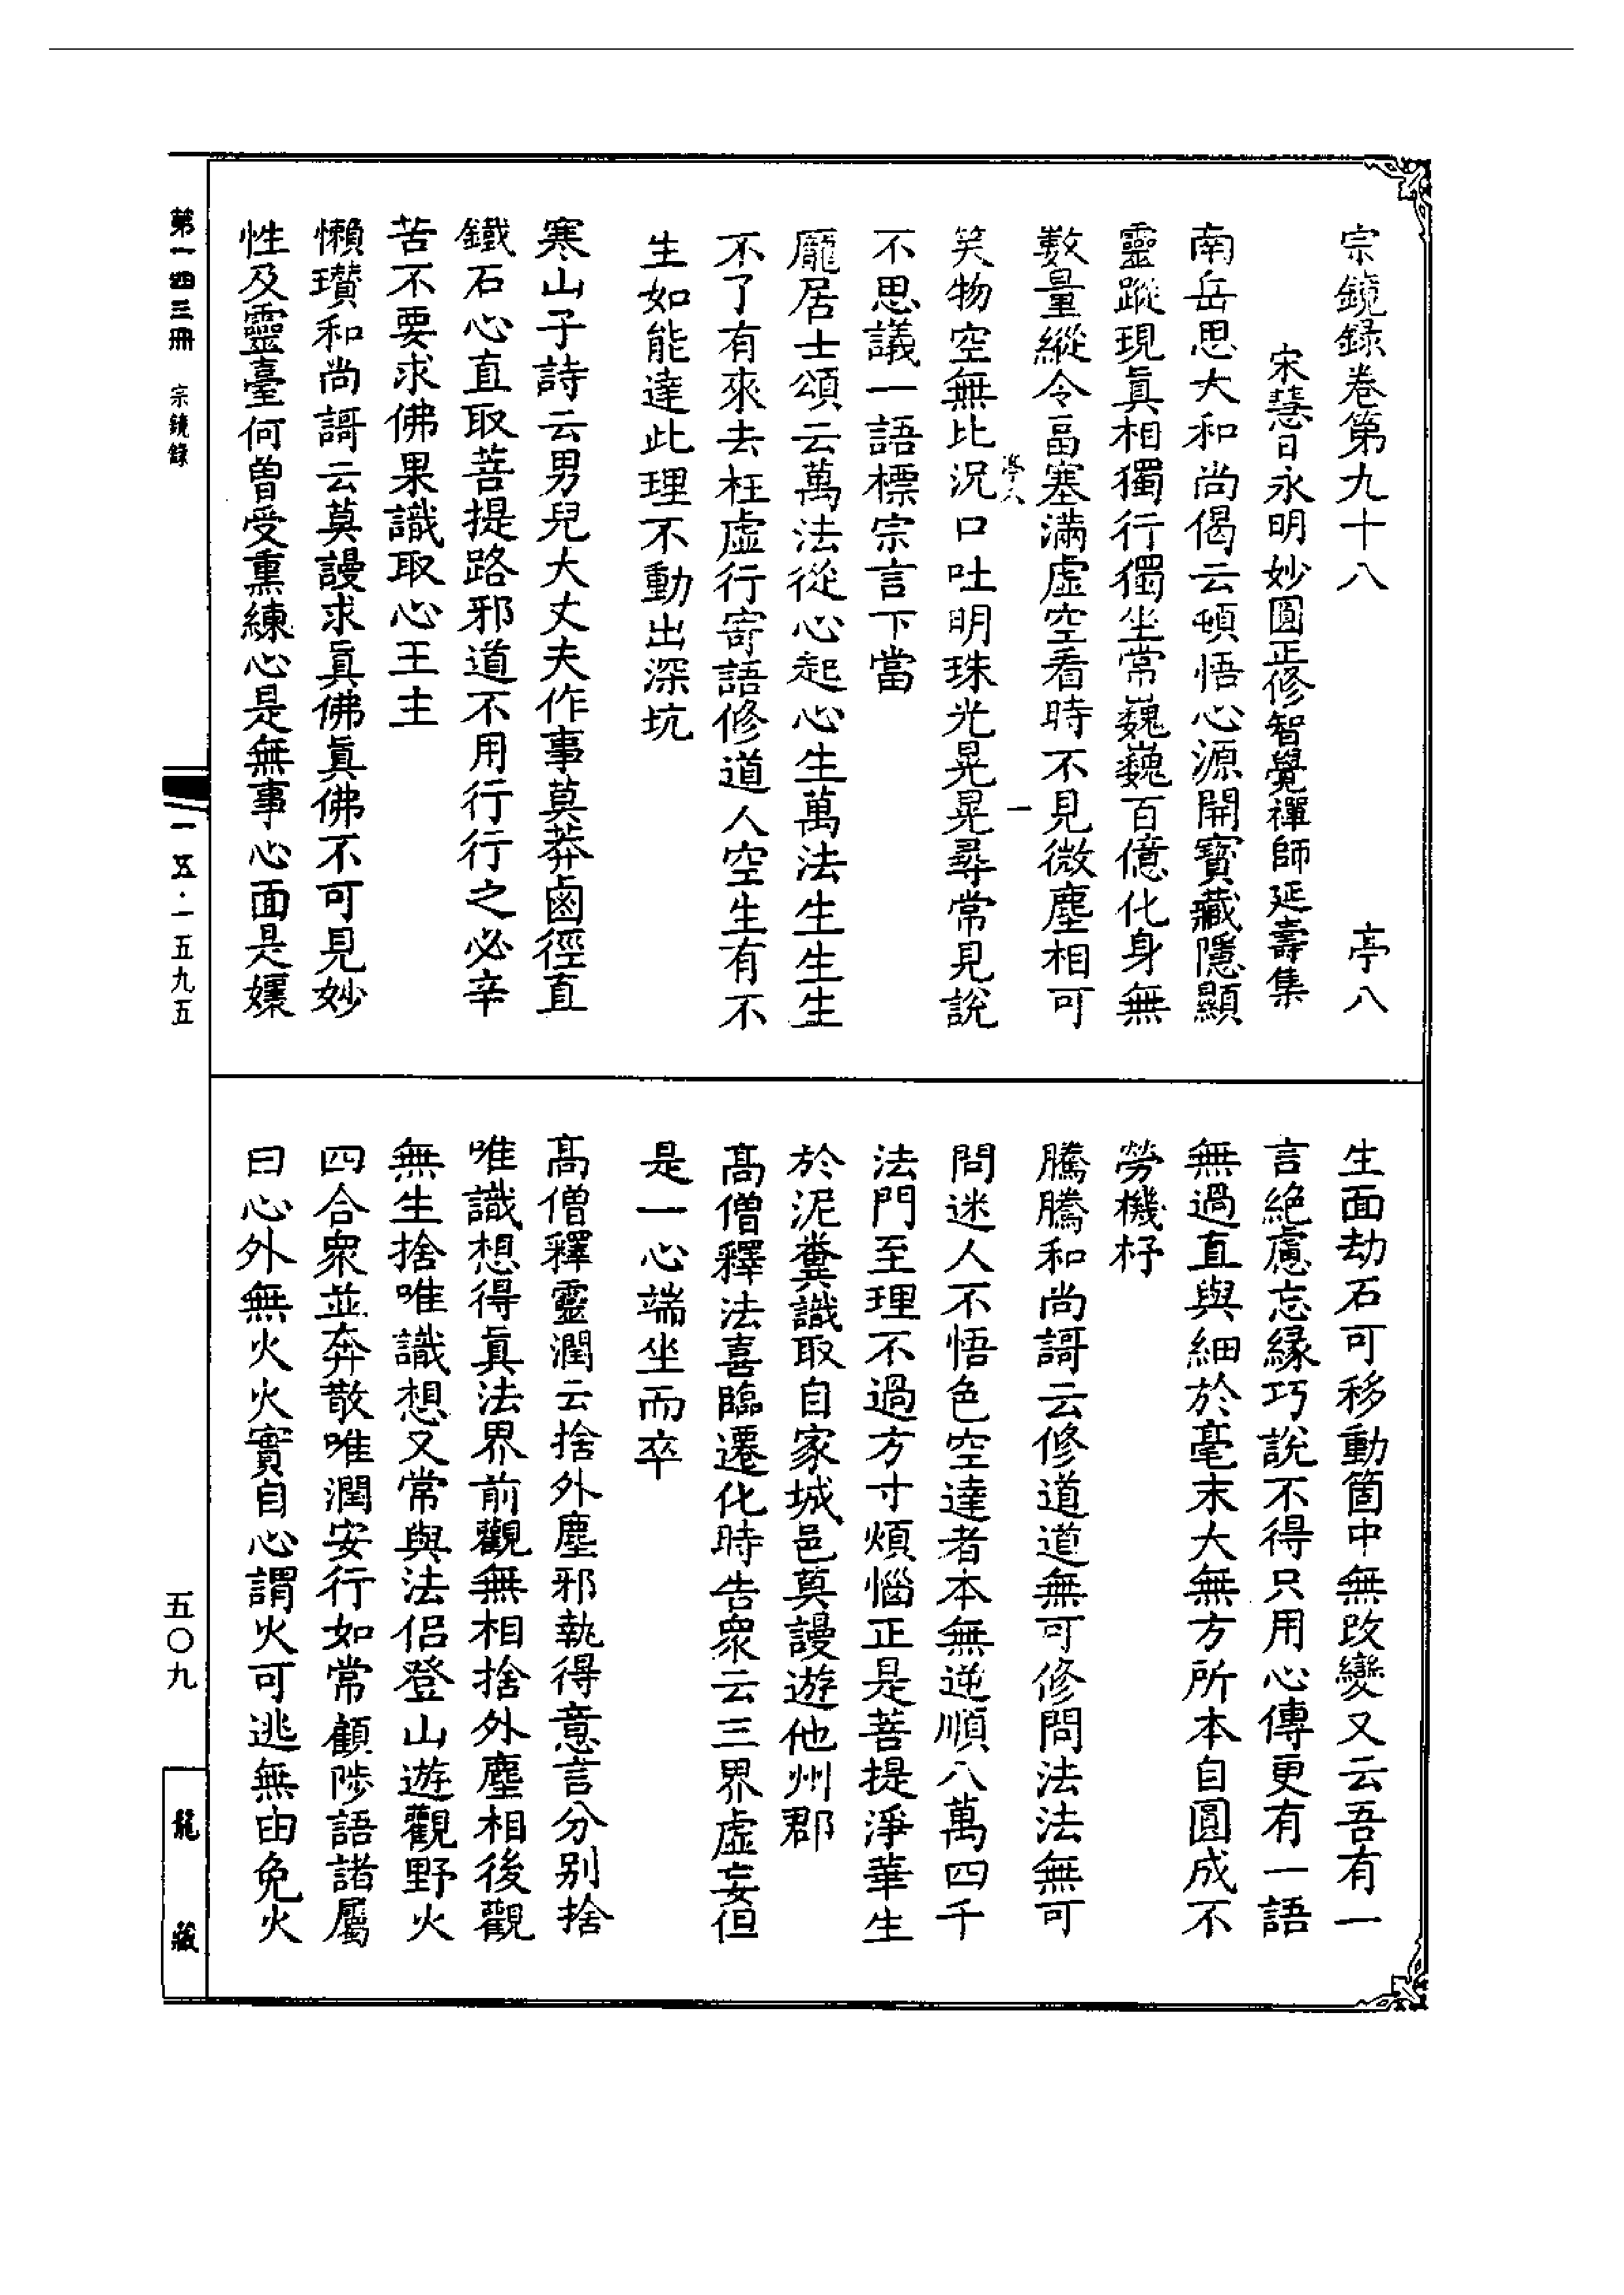 宗鏡錄卷第九十八　亭八
宋慧日永明妙圓正修智覺禪師延壽集
南岳思大和尚偈云頓悟心源開寶藏隱顯
靈蹤現眞相獨行獨坐常巍巍百億化身無
數量縱令畐塞滿虛空看時不見微塵相可
亭八　一
笑物空無比況口吐明珠光晃晃尋常見說
不思議一語標宗言下當
龐居士頌云萬法從心起心生萬法生生生
不了有來去枉虛行寄語修道人空生有不
生如能達此理不動出深坑
寒山子詩云男兒大丈夫作事莫莽鹵徑直
鐵石心直取菩提路邪道不用行行之必辛
苦不要求佛果識取心王主
懶瓚和尚謌云莫謾求眞佛眞佛不可見妙
性及靈臺何曾受熏練心是無事心面是孃
生面劫石可移動箇中無改變又云吾有一
言絕慮忘緣巧說不得只用心傳更有一語
無過直與細於毫末大無方所本自圓成不
勞機杼
騰騰和尚謌云修道道無可修問法法無可
問迷人不悟色空達者本無逆順八萬四千
法門至理不過方寸煩惱正是菩提淨華生
於泥糞識取自家城邑莫謾遊他州郡
高僧釋法喜臨遷化時告衆云三界虛妄但
是一心端坐而卒
高僧釋靈潤云捨外塵邪執得意言分別捨
唯識想得眞法界前觀無相捨外塵相後觀
無生捨唯識想又常與法侶登山遊觀野火
四合衆並奔散唯潤安行如常顧陟語諸屬
曰心外無火火實自心謂火可逃無由免火
第一四三冊　宗鏡錄
一五·一五九五
五〇九
龍藏